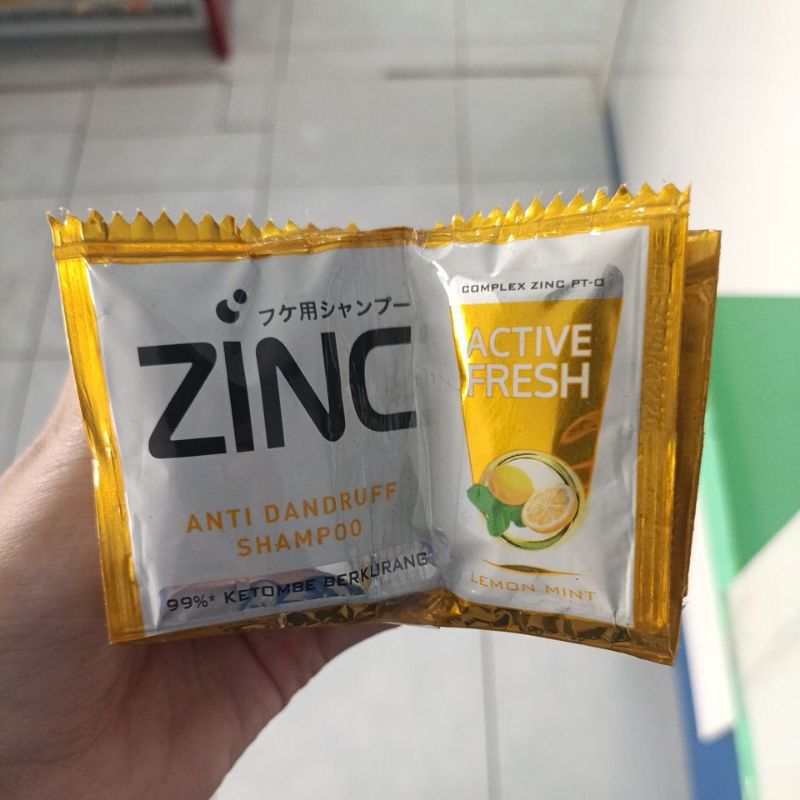 フケ用シャンプー
ZINC
ANTI DANDRUFF
SHAMPOO
99%* KETOMBE BERKURANG
COMPLEX ZINC PT-O
ACTIVE
FRESH
LEMON MINT